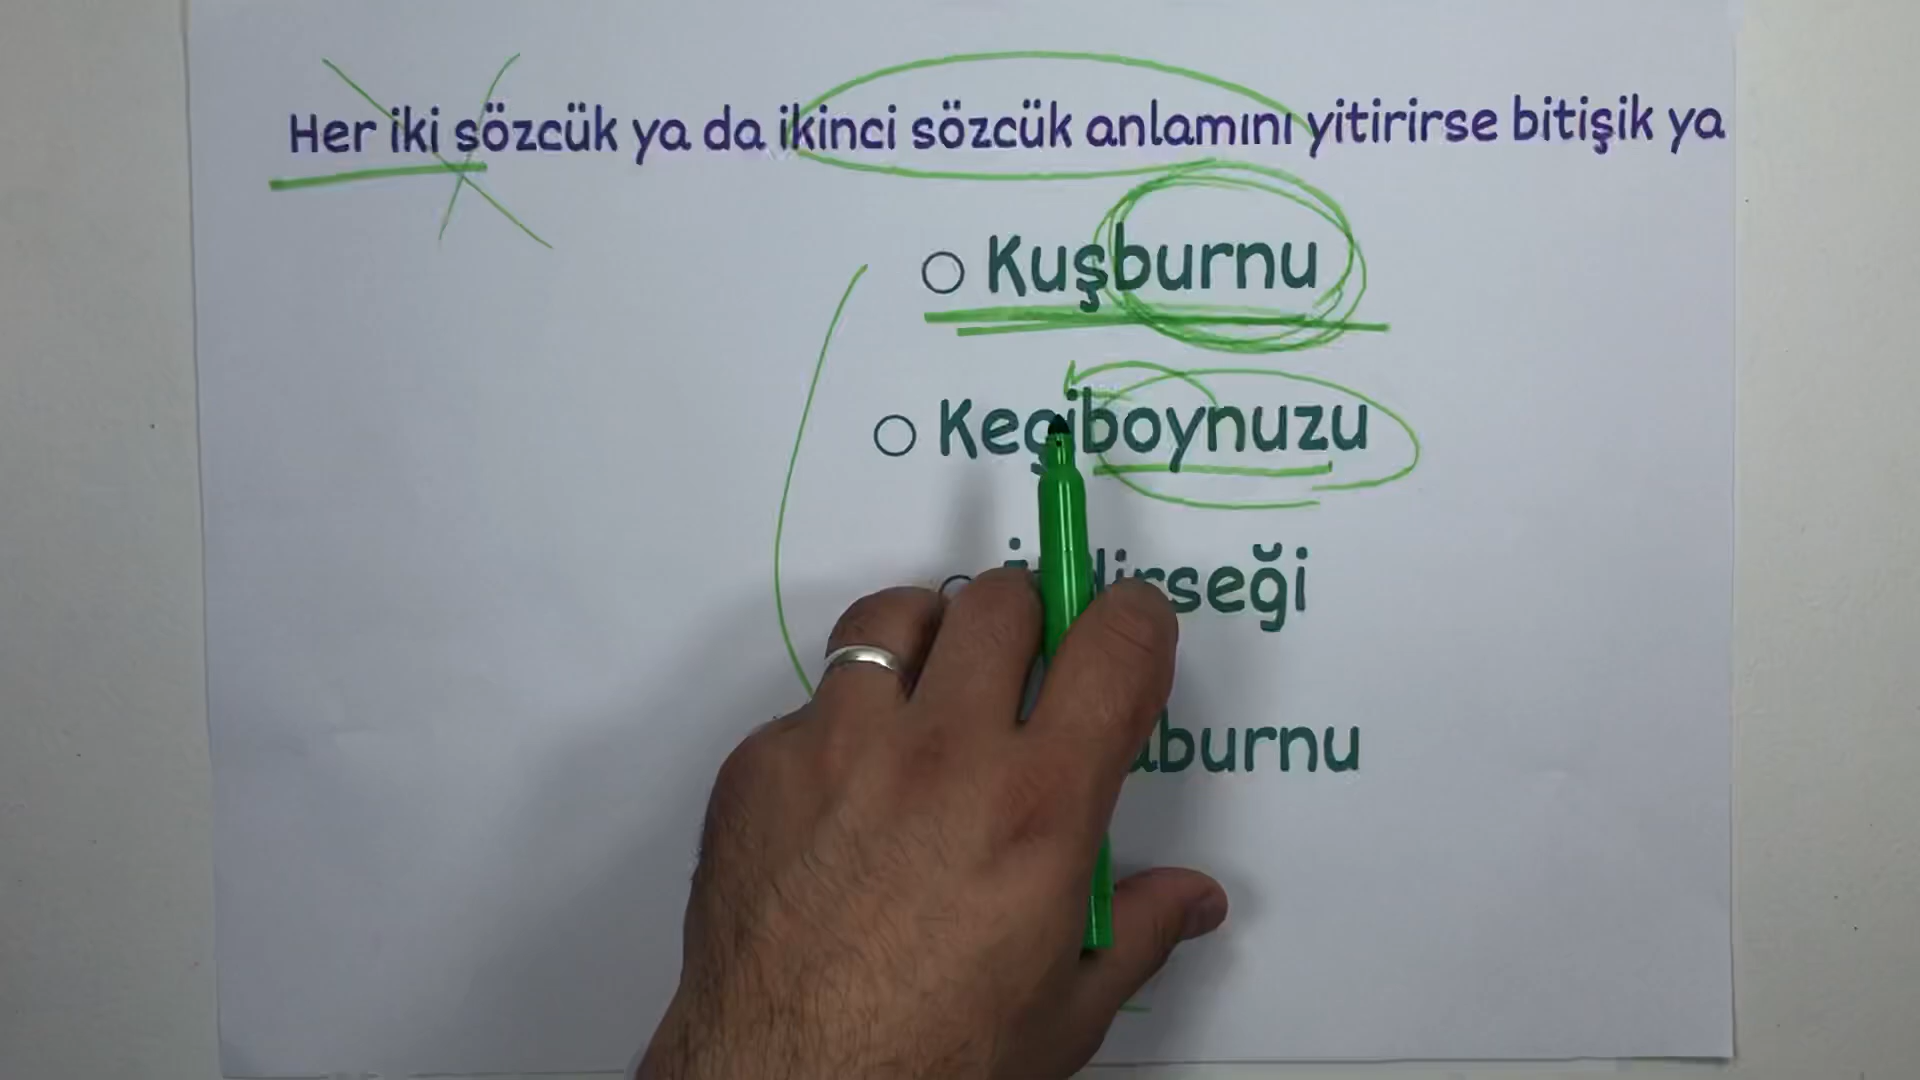 Her iki sözcük ya da ikinci sözcük anlamını yitirirse bitişik ya
Kuşburnu
Keçiboynuzu